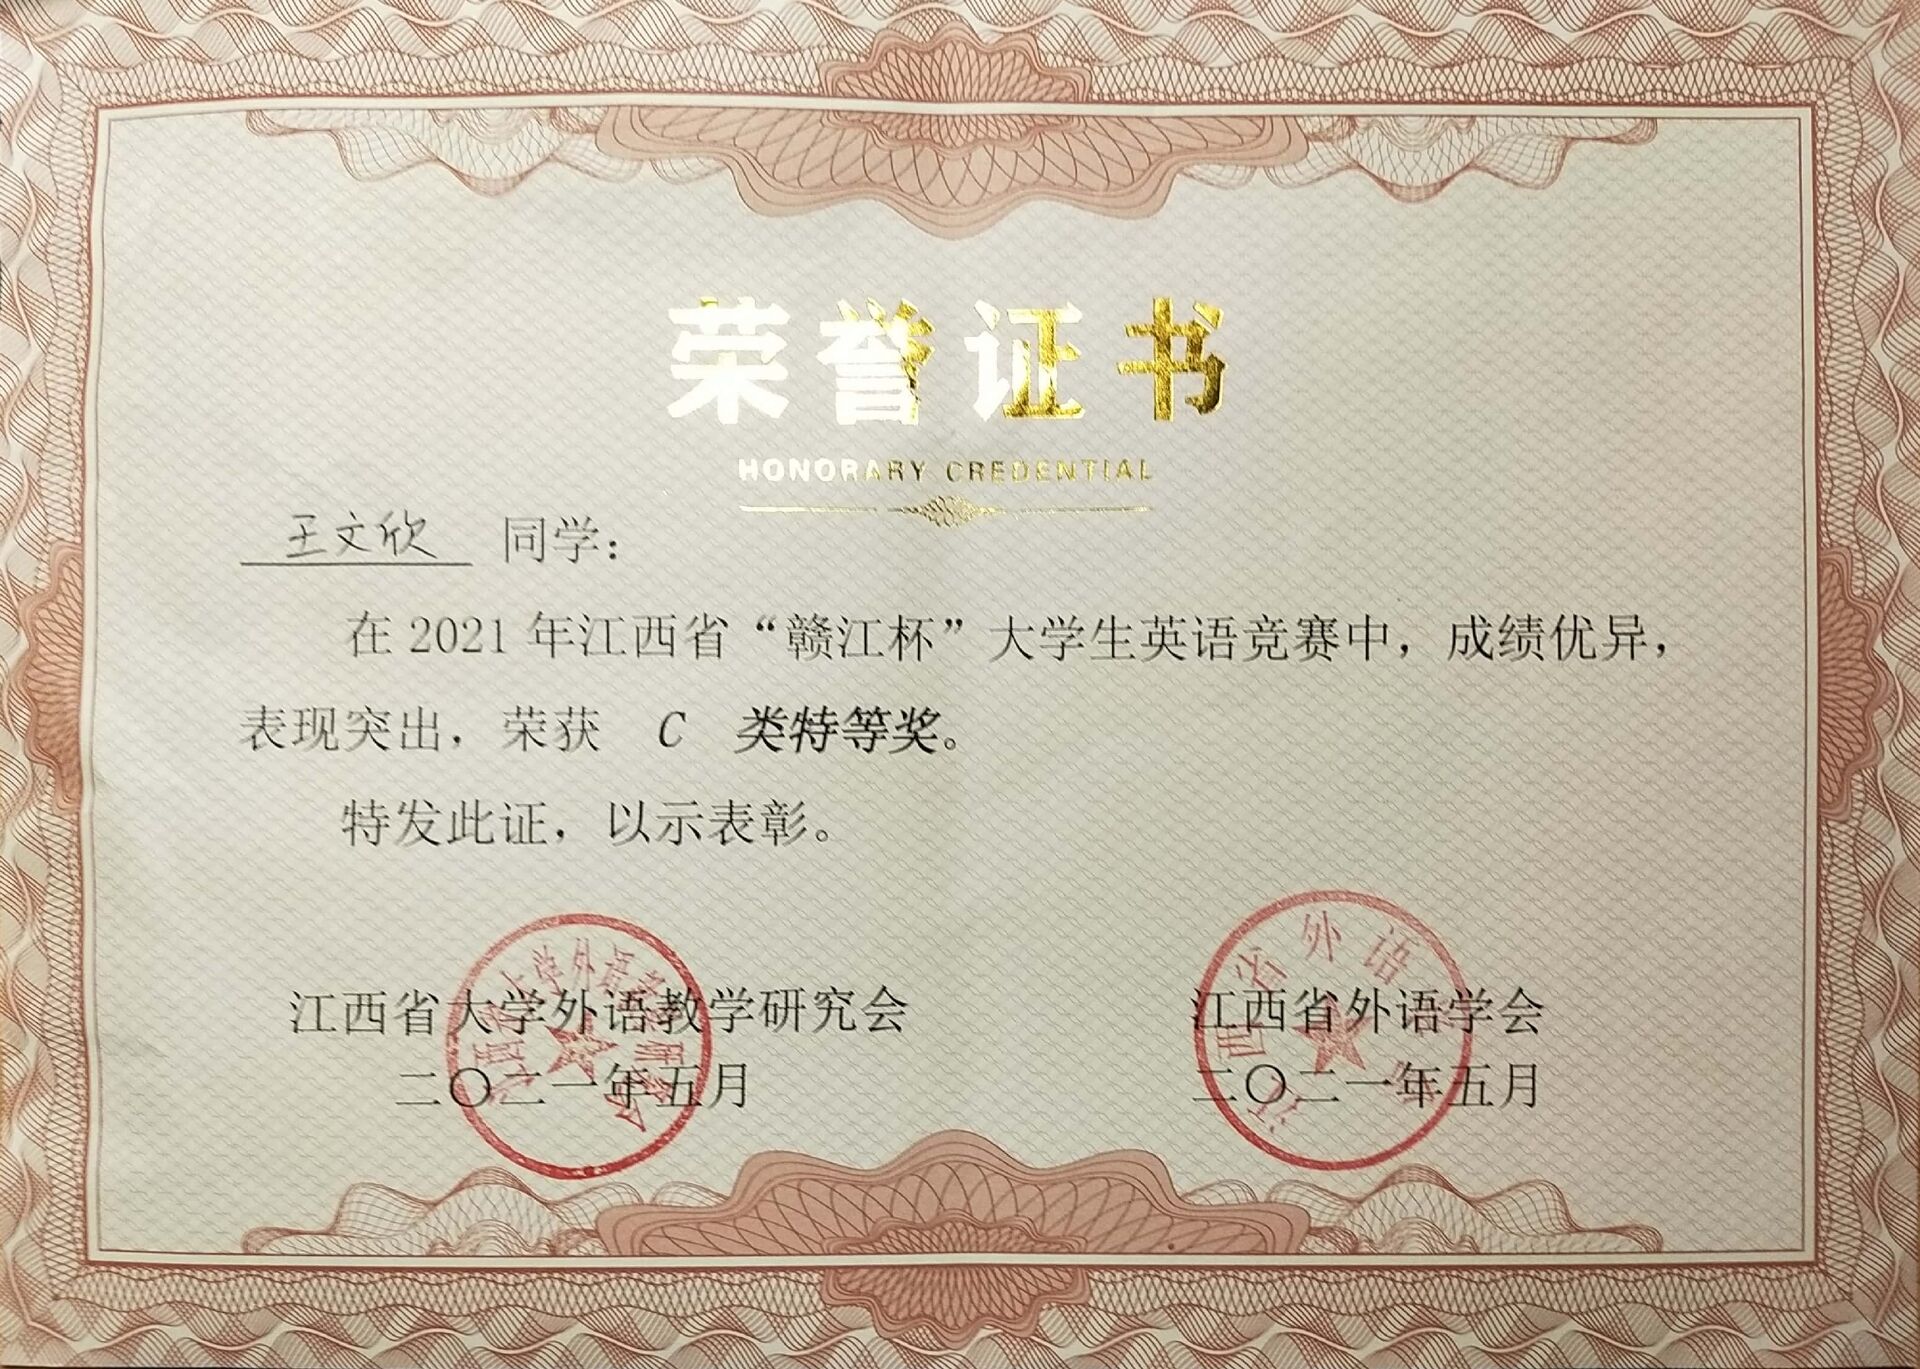 荣誉证书
HONORARY CREDENTIAL
王文欣 同学：
在 2021 年江西省“赣江杯”大学生英语竞赛中，成绩优异，
表现突出，荣获 C 类特等奖。
特发此证，以示表彰。
江西省大学外语教学研究会 江西省外语学会
二〇二一年五月 二〇二一年五月